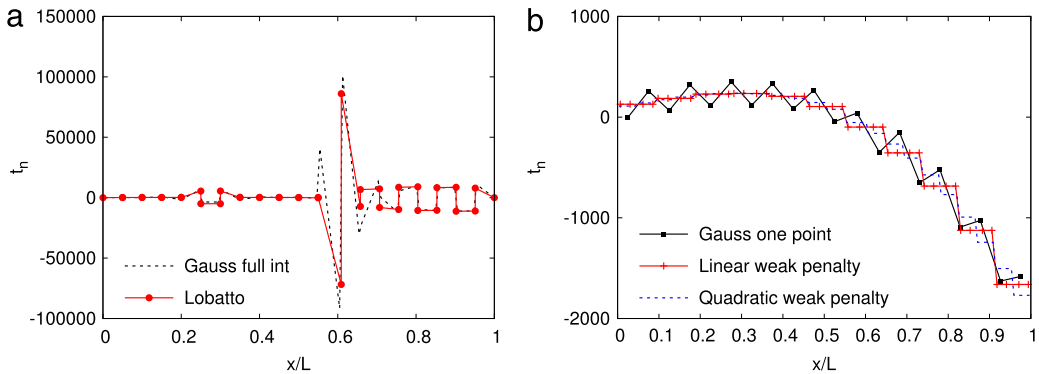 a
100000
50000
0
-50000
-100000
t_n
0
0.2
0.4
0.6
0.8
1
x/L
Gauss full int
Lobatto
b
1000
0
-1000
-2000
t_n
0
0.1
0.2
0.3
0.4
0.5
0.6
0.7
0.8
0.9
1
x/L
Gauss one point
Linear weak penalty
Quadratic weak penalty